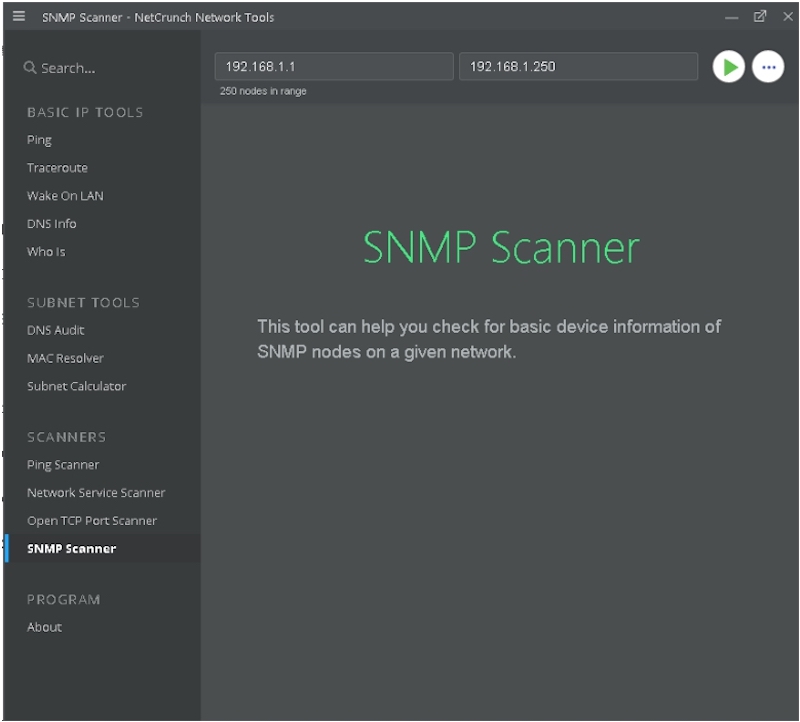 SNMP Scanner - NetCrunch Network Tools
Search...
192.168.1.1
192.168.1.250
250 nodes in range
BASIC IP TOOLS
Ping
Traceroute
Wake On LAN
DNS Info
Who Is
SUBNET TOOLS
DNS Audit
MAC Resolver
Subnet Calculator
SCANNERS
Ping Scanner
Network Service Scanner
Open TCP Port Scanner
SNMP Scanner
PROGRAM
About
SNMP Scanner
This tool can help you check for basic device information of
SNMP nodes on a given network.